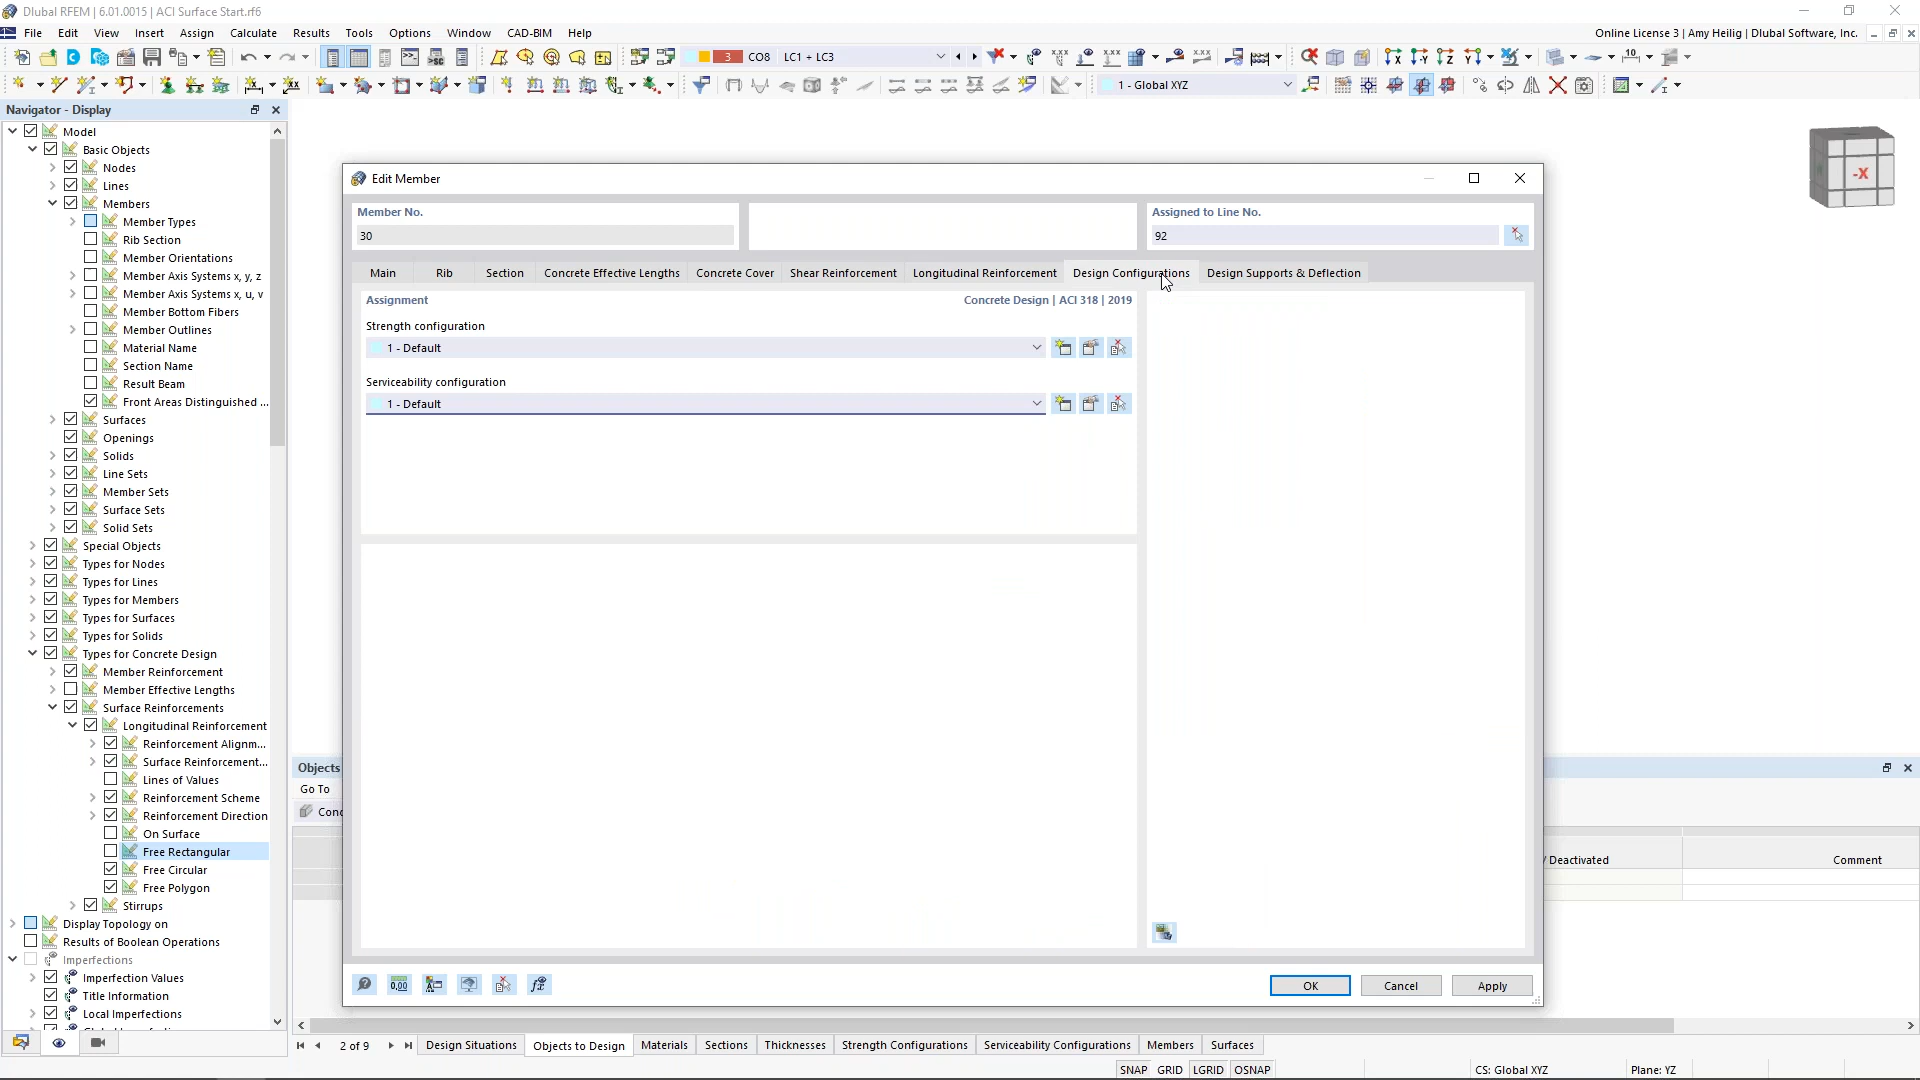 Dlubal RFEM | 6.01.0015 | ACI Surface Start.rf6
File Edit View Insert Assign Calculate Results Tools Options Window CAD-BIM Help
Online License 3 | Amy Heilig | Dlubal Software, Inc.
3 CO8 LC1 + LC3
1 - Global XYZ
Navigator - Display
Model
Basic Objects
Nodes
Lines
Members
Member Types
Rib Section
Member Orientations
Member Axis Systems x, y, z
Member Axis Systems x, u, v
Member Bottom Fibers
Member Outlines
Material Name
Section Name
Result Beam
Front Areas Distinguished ...
Surfaces
Openings
Solids
Line Sets
Member Sets
Surface Sets
Solid Sets
Special Objects
Types for Nodes
Types for Lines
Types for Members
Types for Surfaces
Types for Solids
Types for Concrete Design
Member Reinforcement
Member Effective Lengths
Surface Reinforcements
Longitudinal Reinforcement
Reinforcement Alignm...
Surface Reinforcement...
Lines of Values
Reinforcement Scheme
Reinforcement Direction
On Surface
Free Rectangular
Free Circular
Free Polygon
Stirrups
Display Topology on
Results of Boolean Operations
Imperfections
Imperfection Values
Title Information
Local Imperfections
-X
Edit Member
Member No.
30
Assigned to Line No.
92
Main Rib Section Concrete Effective Lengths Concrete Cover Shear Reinforcement Longitudinal Reinforcement Design Configurations Design Supports & Deflection
Assignment
Concrete Design | ACI 318 | 2019
Strength configuration
1 - Default
Serviceability configuration
1 - Default
OK Cancel Apply
Objects
Go To
Conc
/ Deactivated
Comment
2 of 9
Design Situations Objects to Design Materials Sections Thicknesses Strength Configurations Serviceability Configurations Members Surfaces
SNAP GRID LGRID OSNAP
CS: Global XYZ
Plane: YZ